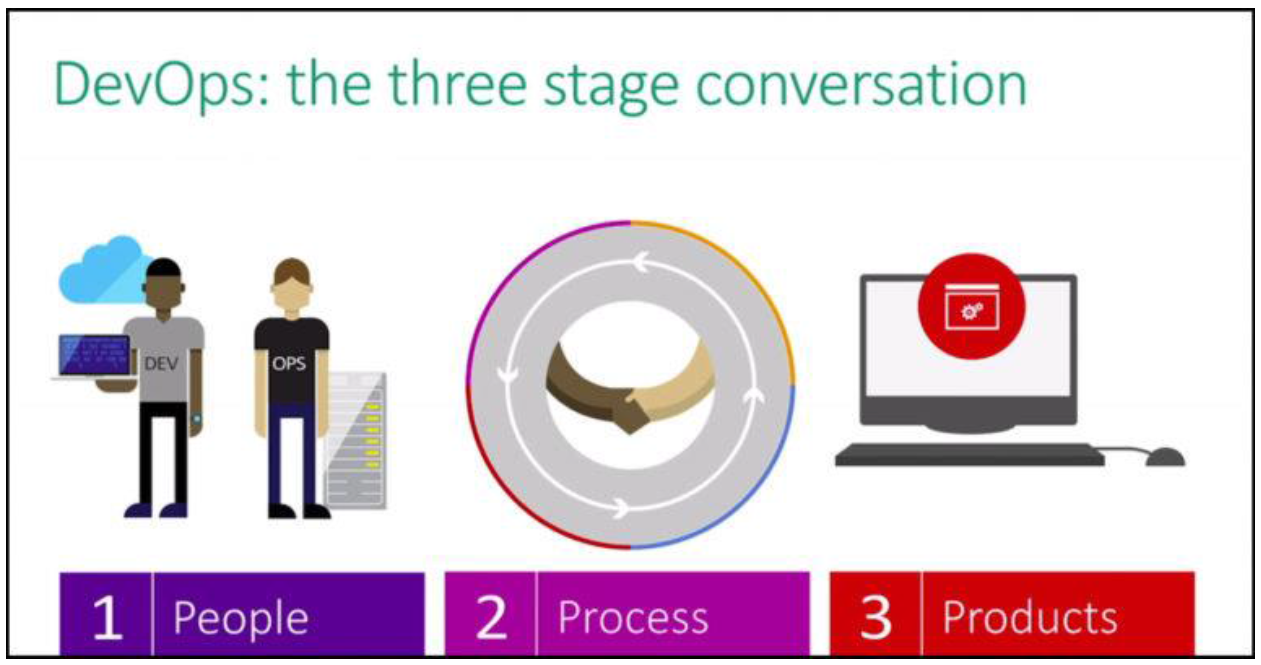 DevOps: the three stage conversation
DEV
OPS
1 People
2 Process
3 Products